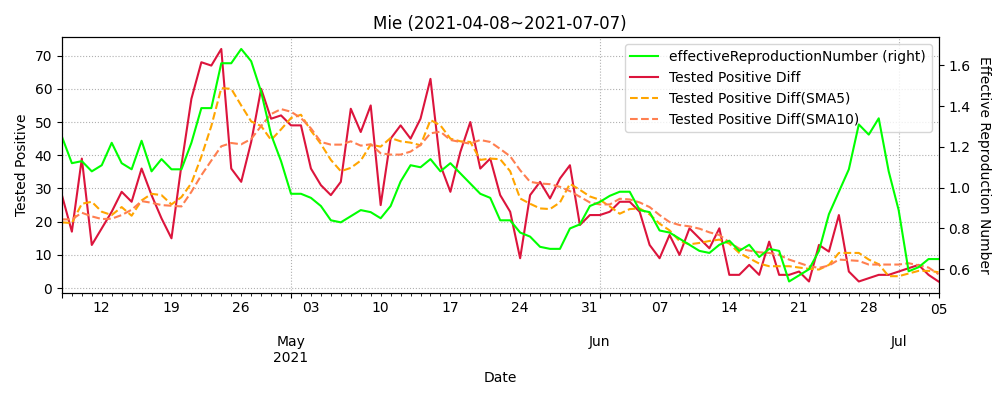 Mie (2021-04-08~2021-07-07)
effectiveReproductionNumber (right)
Tested Positive Diff
Tested Positive Diff(SMA5)
Tested Positive Diff(SMA10)
Tested Positive
70
60
50
40
30
20
10
0
1.6
1.4
1.2
1.0
0.8
0.6
Effective Reproduction Number
12 19 26 03 10 17 24 31 07 14 21 28 05
May Jun Jul
2021
Date